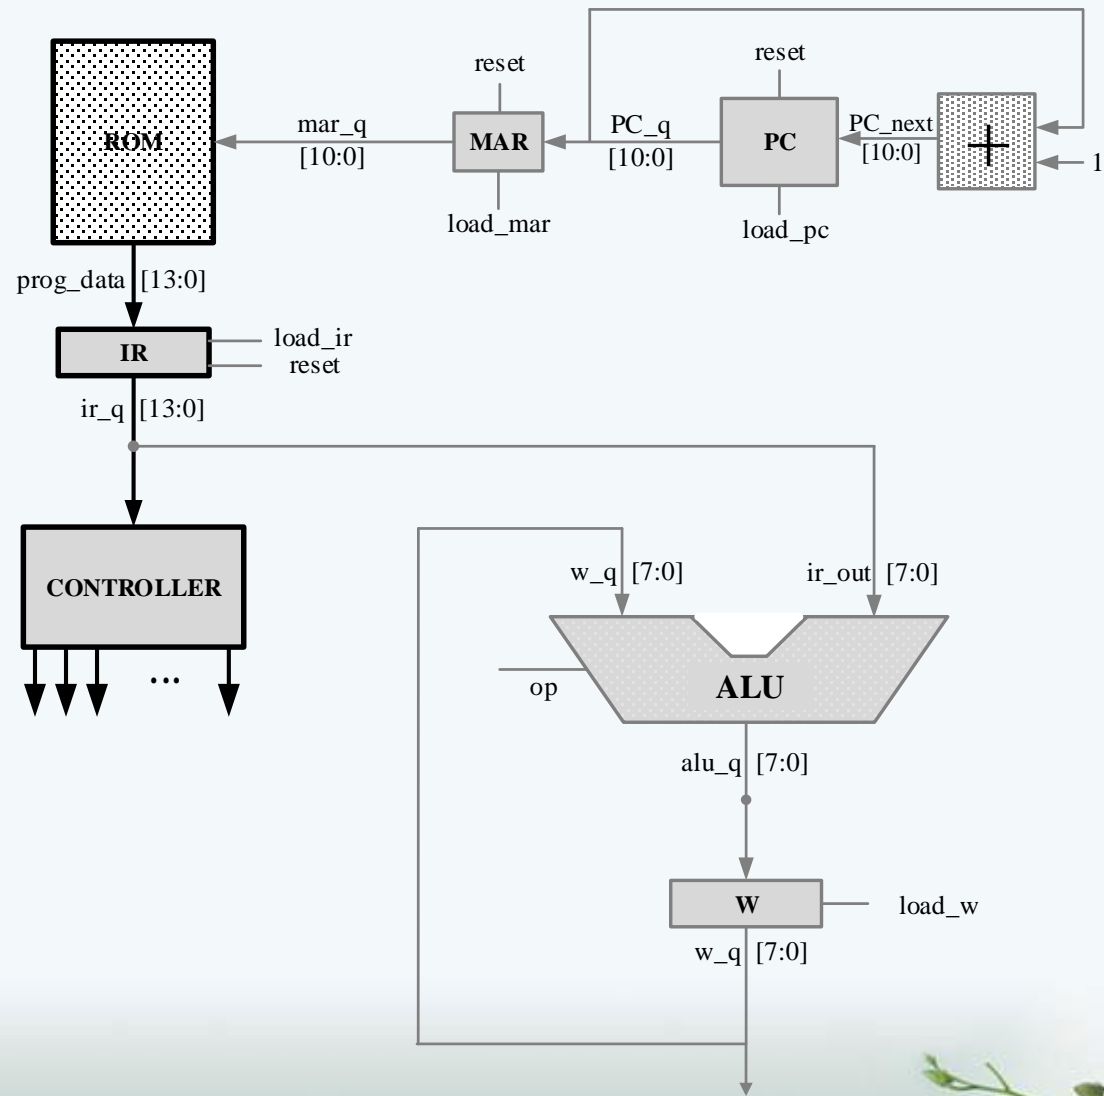 reset
reset
ROM
mar_q
[10:0]
MAR
PC_q
[10:0]
PC
PC_next
[10:0]
+
1
load_mar
load_pc
prog_data [13:0]
IR
load_ir
reset
ir_q [13:0]
CONTROLLER
...
w_q [7:0]
ir_out [7:0]
op
ALU
alu_q [7:0]
W
load_w
w_q [7:0]